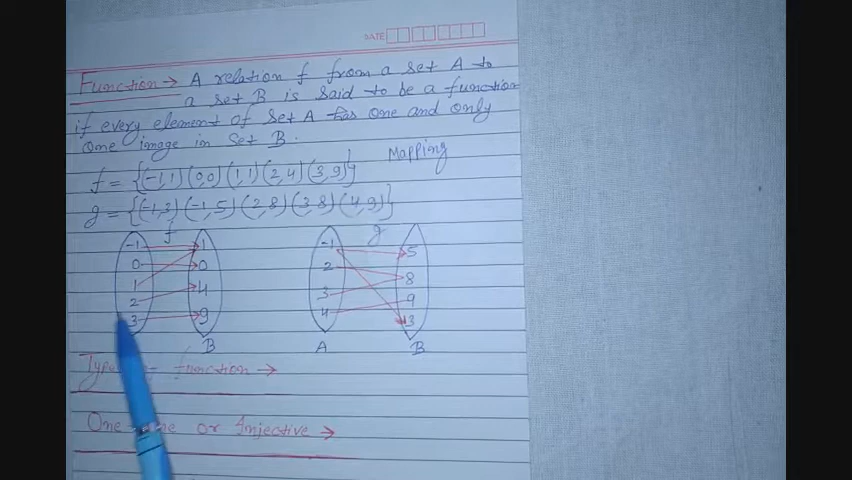 DATE
Function → A relation f from a set A to
a set B is said to be a function
if every element of set A has one and only
one image in set B.
f = {(-1,1)(0,0)(1,1)(2,4)(3,9)}
Mapping
g = {(-1,3)(-1,5)(2,8)(3,8)(4,9)}
f
g
-1 1
0 0
1
2 4
3 9
-1 5
2 8
3 9
4 3
B
A
B
function →
One or Injective →